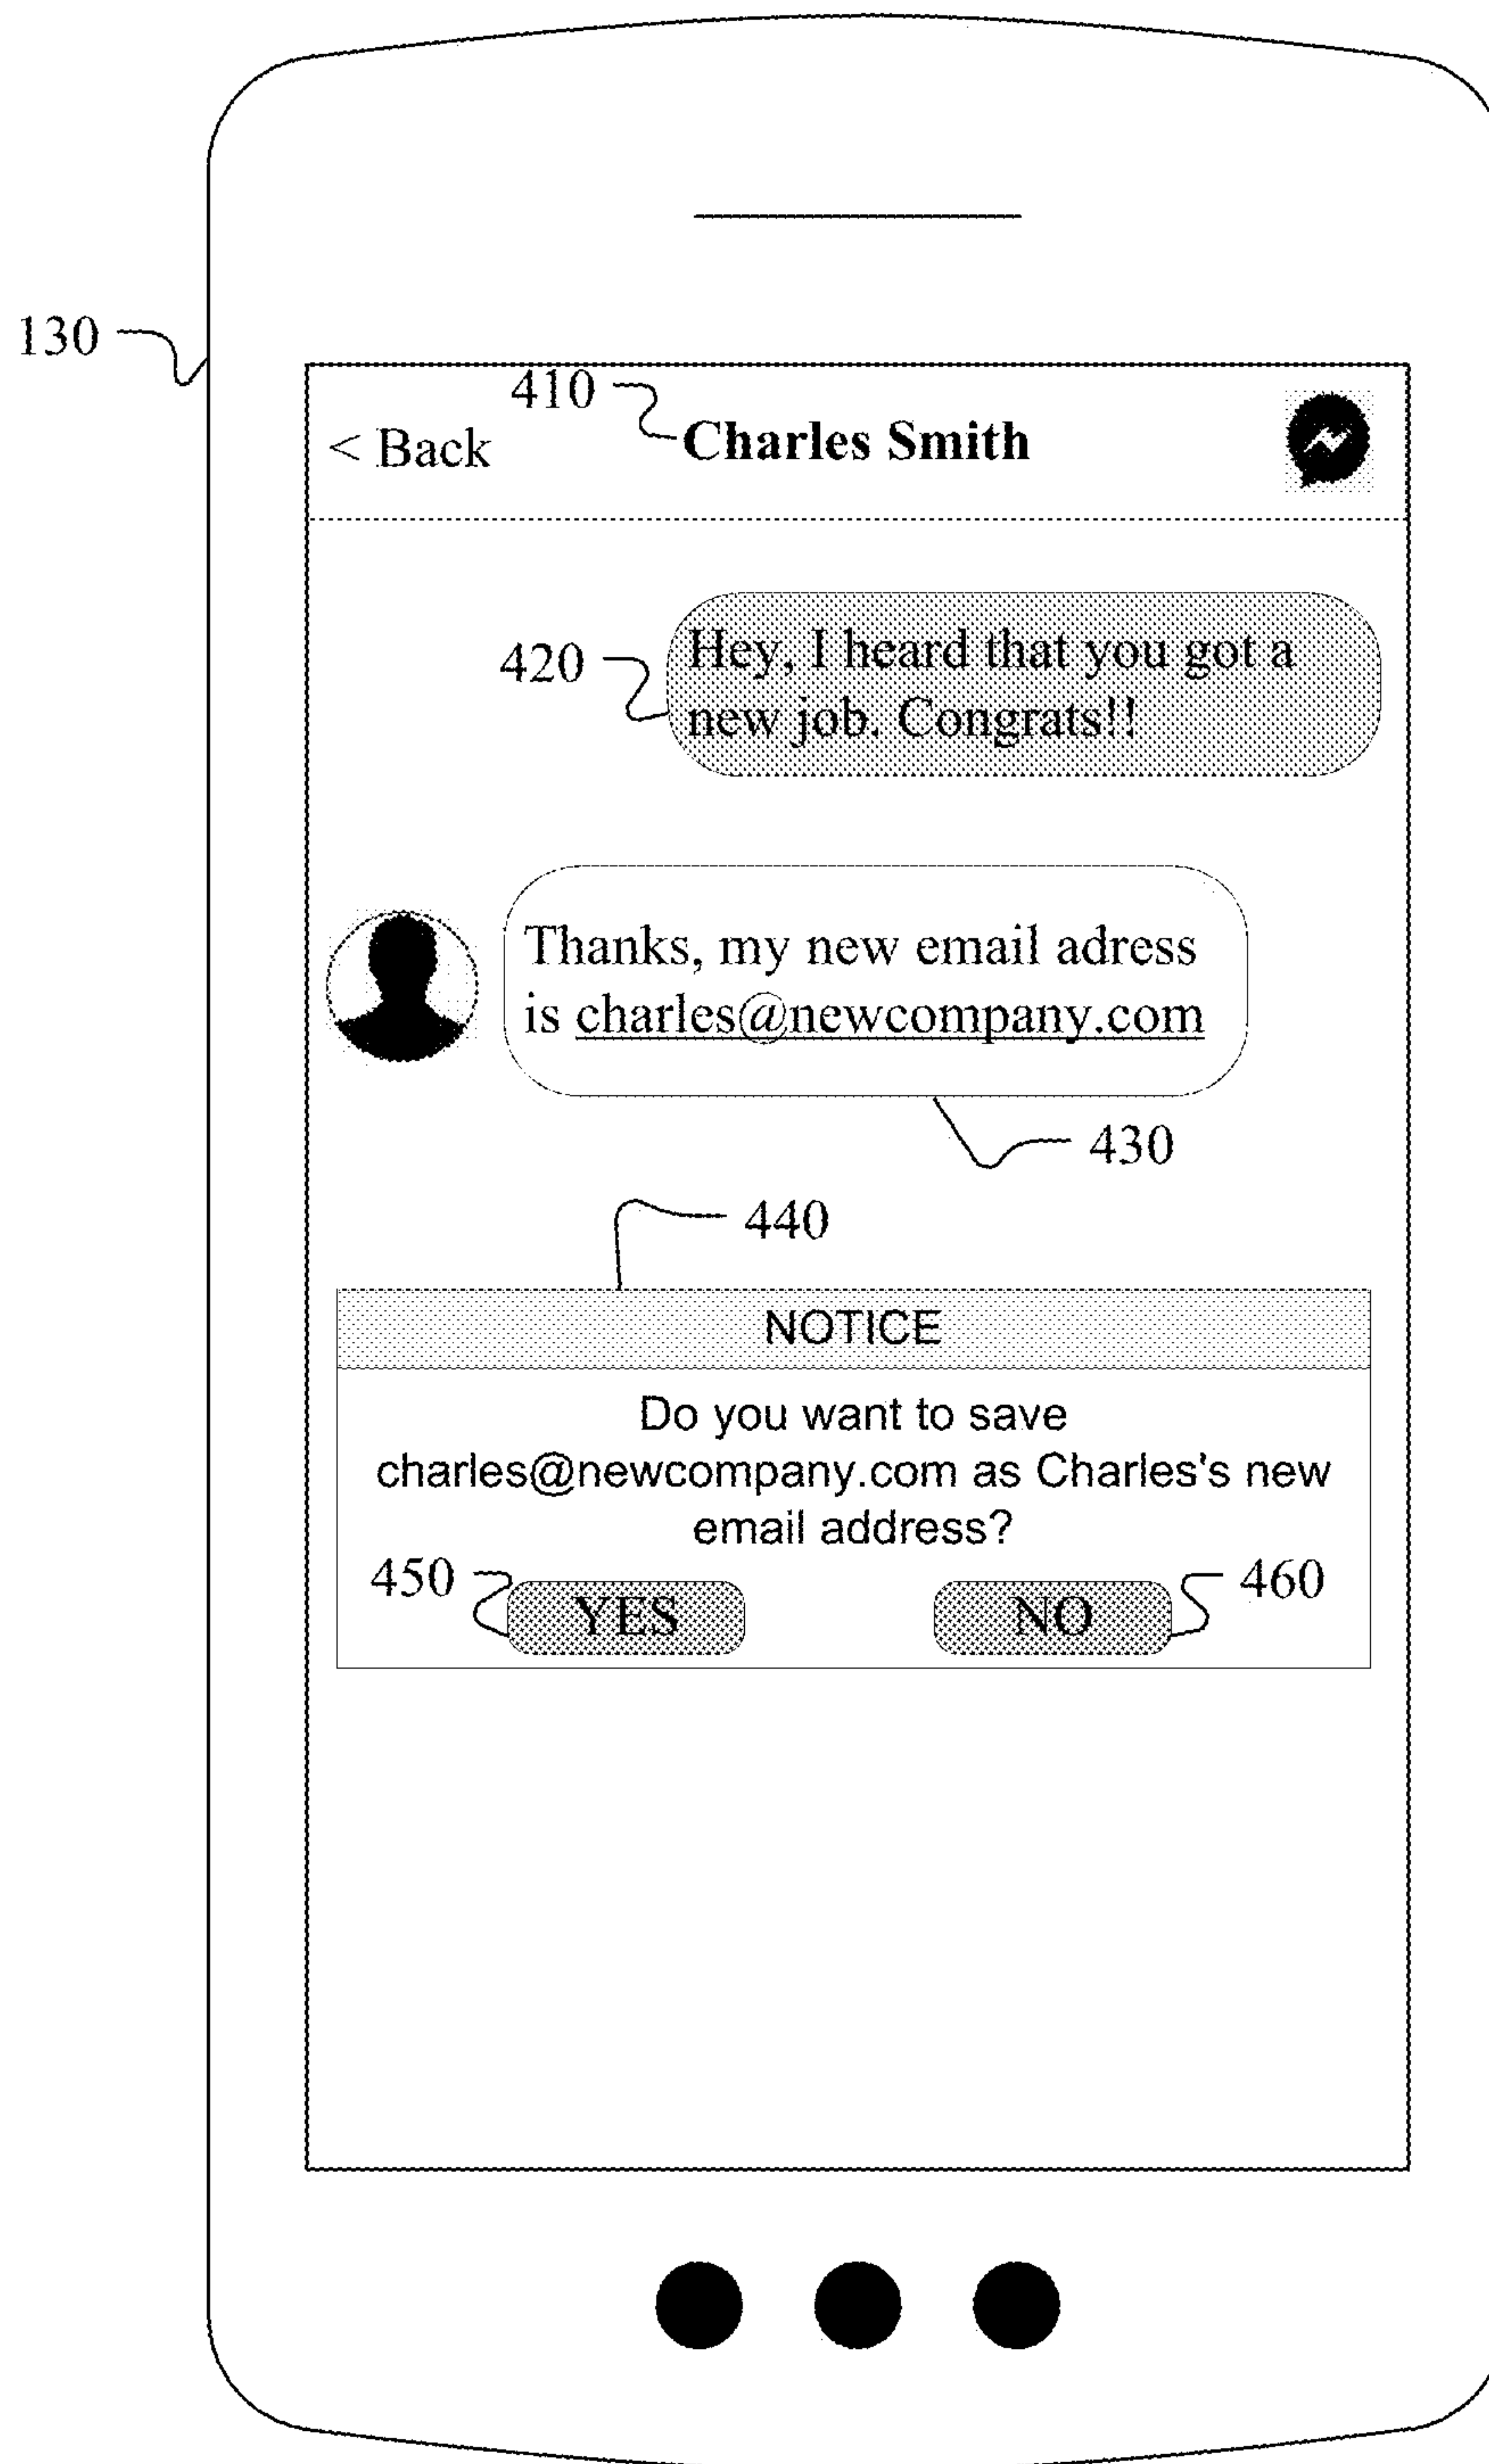 130
410
< Back Charles Smith
420
Hey, I heard that you got a
new job. Congrats!!
Thanks, my new email adress
is charles@newcompany.com
430
440
NOTICE
Do you want to save
charles@newcompany.com as Charles's new
email address?
450 YES NO 460